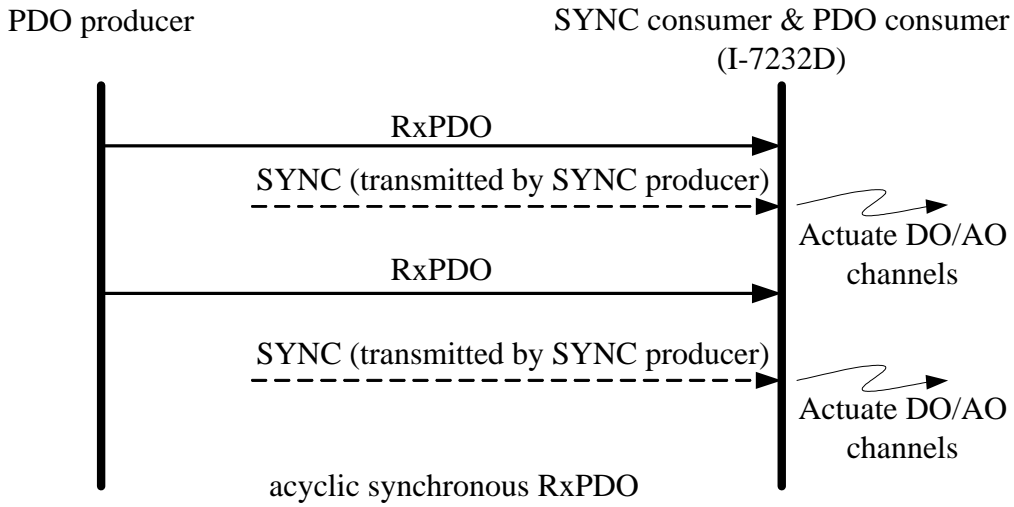 PDO producer
SYNC consumer & PDO consumer
(I-7232D)
RxPDO
SYNC (transmitted by SYNC producer)
Actuate DO/AO
channels
RxPDO
SYNC (transmitted by SYNC producer)
Actuate DO/AO
channels
acyclic synchronous RxPDO